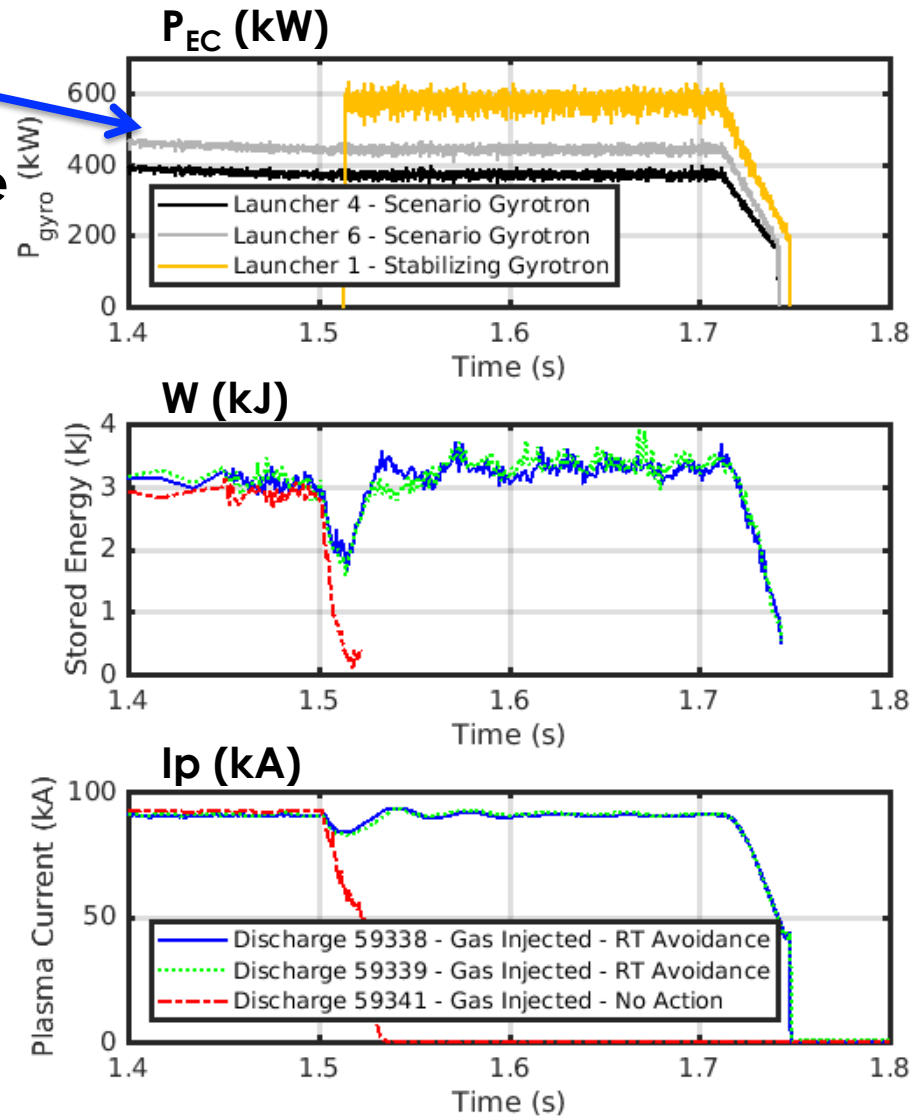 P_EC (kW)
e
P_gyro (kW)
600
400
200
0
Launcher 4 - Scenario Gyrotron
Launcher 6 - Scenario Gyrotron
Launcher 1 - Stabilizing Gyrotron
1.4 1.5 1.6 1.7 1.8
Time (s)
W (kJ)
Stored Energy (kJ)
4
3
2
1
0
1.4 1.5 1.6 1.7 1.8
Time (s)
Ip (kA)
Plasma Current (kA)
100
50
0
Discharge 59338 - Gas Injected - RT Avoidance
Discharge 59339 - Gas Injected - RT Avoidance
Discharge 59341 - Gas Injected - No Action
1.4 1.5 1.6 1.7 1.8
Time (s)